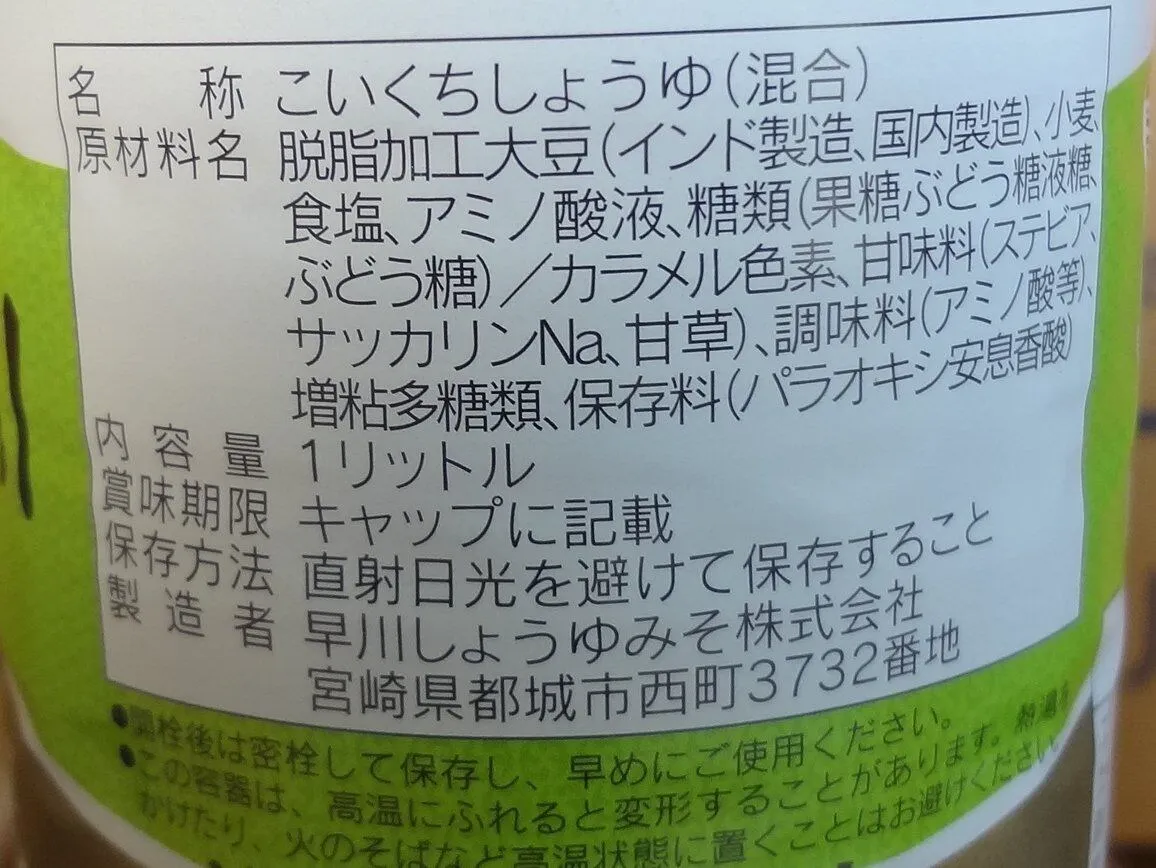 名称 こいくちしょうゆ(混合)
原材料名 脱脂加工大豆(インド製造、国内製造)、小麦、
食塩、アミノ酸液、糖類(果糖ぶどう糖液糖、
ぶどう糖)/カラメル色素、甘味料(ステビア、
サッカリンNa、甘草)、調味料(アミノ酸等)、
増粘多糖類、保存料(パラオキシ安息香酸)
内容量 1リットル
賞味期限 キャップに記載
保存方法 直射日光を避けて保存すること
製造者 早川しょうゆみそ株式会社
宮崎県都城市西町3732番地
●開栓後は密栓して保存し、早めにご使用ください。
●この容器は、高温にふれると変形することがあります。熱湯を
かけたり、火のそばなど高温状態に置くことはお避けください